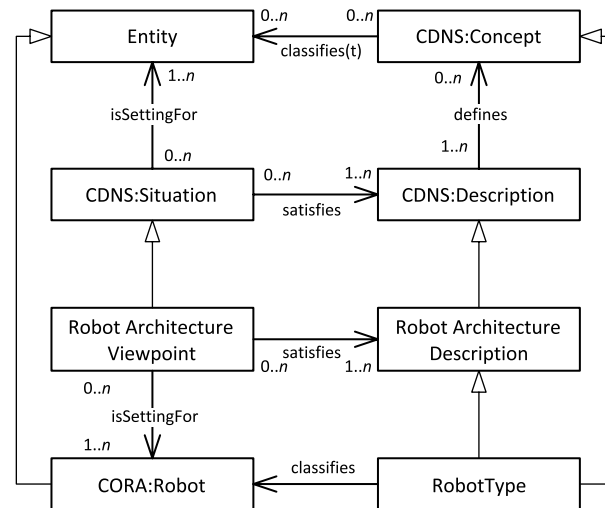 Entity
0..n
0..n
classifies(t)
CDNS:Concept
1..n
isSettingFor
0..n
0..n
defines
1..n
CDNS:Situation
0..n
1..n
satisfies
CDNS:Description
Robot Architecture
Viewpoint
satisfies
0..n
1..n
Robot Architecture
Description
0..n
isSettingFor
1..n
CORA:Robot
classifies
RobotType